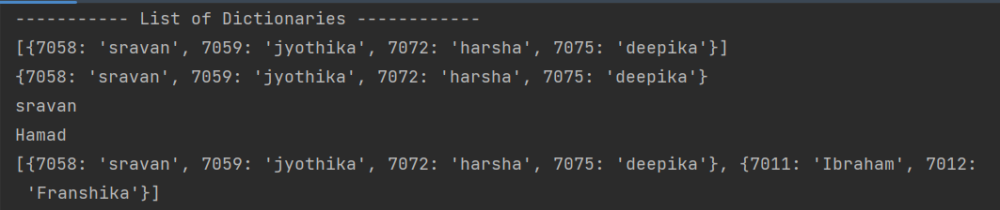 ----------- List of Dictionaries ------------
[{7058: 'sravan', 7059: 'jyothika', 7072: 'harsha', 7075: 'deepika'}]
{7058: 'sravan', 7059: 'jyothika', 7072: 'harsha', 7075: 'deepika'}
sravan
Hamad
[{7058: 'sravan', 7059: 'jyothika', 7072: 'harsha', 7075: 'deepika'}, {7011: 'Ibraham', 7012:
'Franshika'}]